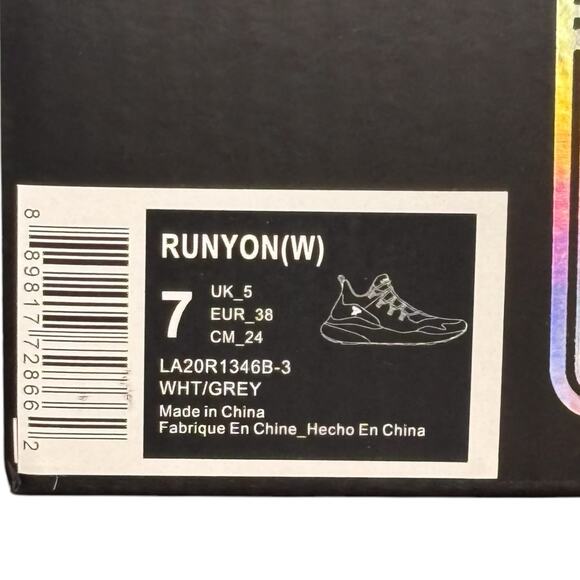 8 89817 72866 2
RUNYON(W)
7
UK_5
EUR_38
CM_24
LA20R1346B-3
WHT/GREY
Made in China
Fabrique En Chine_Hecho En China